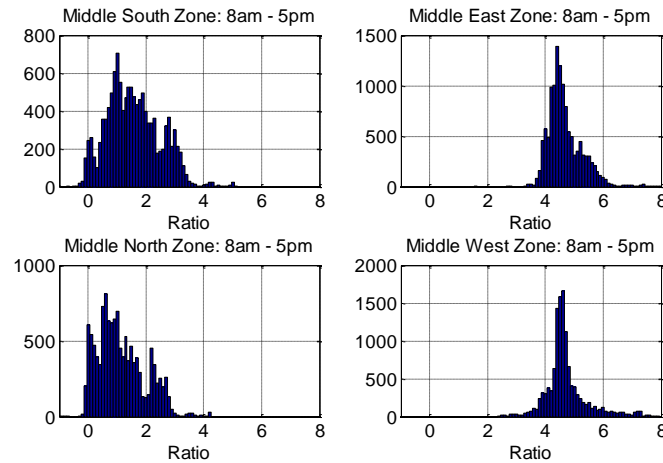 Middle South Zone: 8am - 5pm
800
600
400
200
0
0 2 4 6 8
Ratio
Middle East Zone: 8am - 5pm
1500
1000
500
0
0 2 4 6 8
Ratio
Middle North Zone: 8am - 5pm
1000
500
0
0 2 4 6 8
Ratio
Middle West Zone: 8am - 5pm
2000
1500
1000
500
0
0 2 4 6 8
Ratio